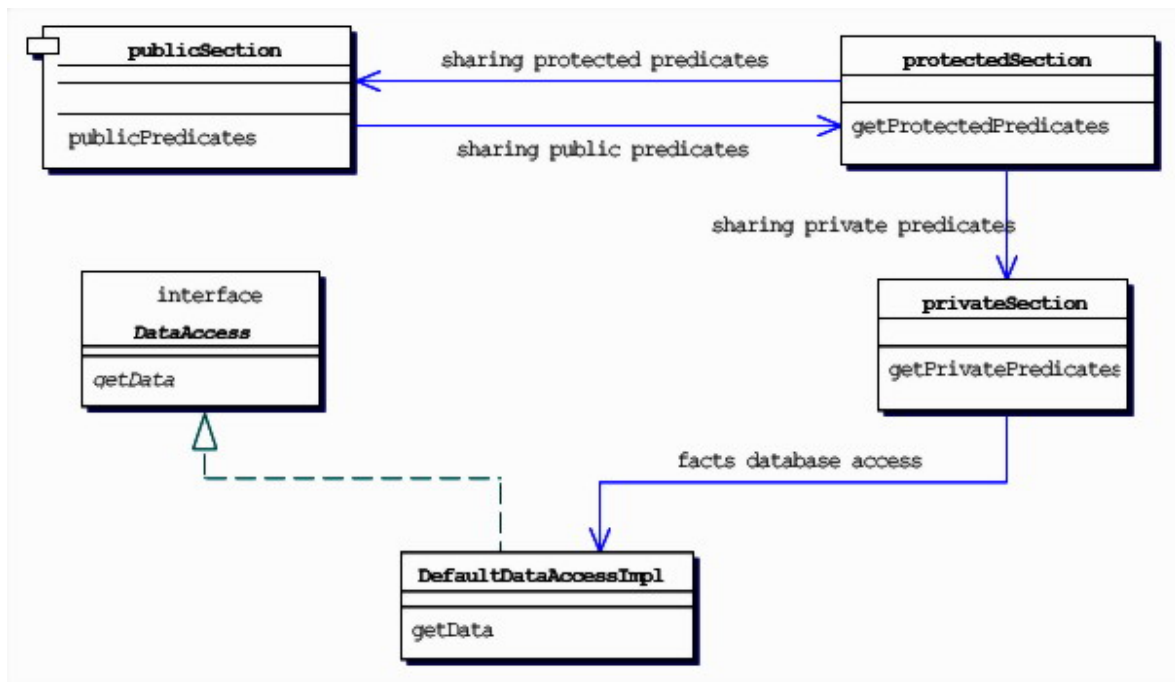 publicSection
publicPredicates
sharing protected predicates
sharing public predicates
protectedSection
getProtectedPredicates
sharing private predicates
interface
DataAccess
getData
privateSection
getPrivatePredicates
facts database access
DefaultDataAccessImpl
getData